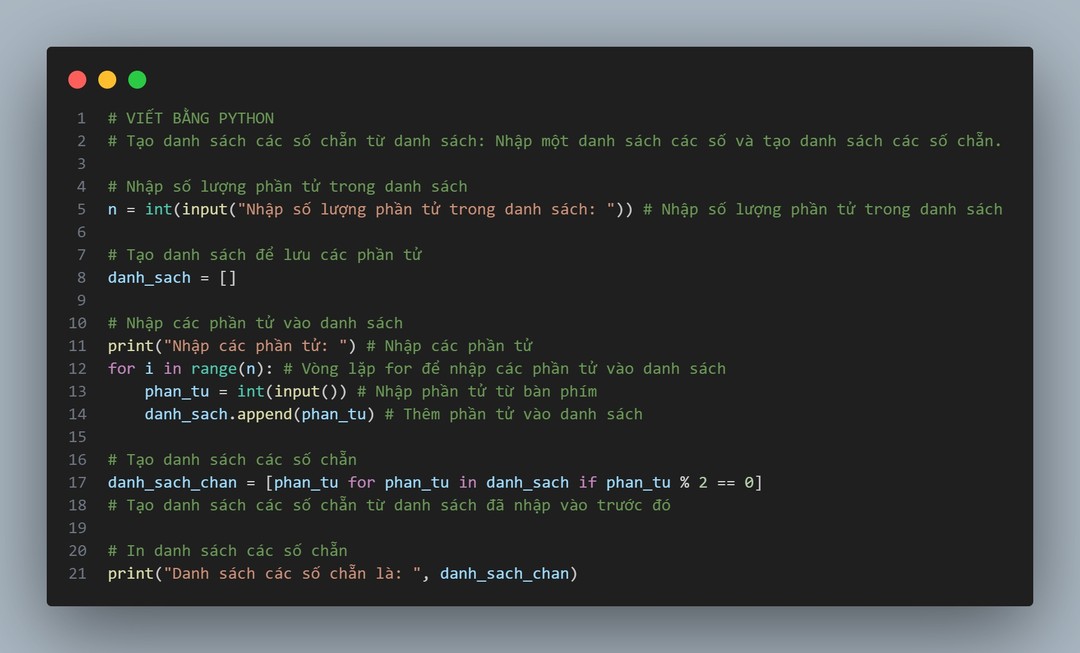 1 # VIẾT BẰNG PYTHON
2 # Tạo danh sách các số chẵn từ danh sách: Nhập một danh sách các số và tạo danh sách các số chẵn.
3
4 # Nhập số lượng phần tử trong danh sách
5 n = int(input("Nhập số lượng phần tử trong danh sách: ")) # Nhập số lượng phần tử trong danh sách
6
7 # Tạo danh sách để lưu các phần tử
8 danh_sach = []
9
10 # Nhập các phần tử vào danh sách
11 print("Nhập các phần tử: ") # Nhập các phần tử
12 for i in range(n): # Vòng lặp for để nhập các phần tử vào danh sách
13     phan_tu = int(input()) # Nhập phần tử từ bàn phím
14     danh_sach.append(phan_tu) # Thêm phần tử vào danh sách
15
16 # Tạo danh sách các số chẵn
17 danh_sach_chan = [phan_tu for phan_tu in danh_sach if phan_tu % 2 == 0]
18 # Tạo danh sách các số chẵn từ danh sách đã nhập vào trước đó
19
20 # In danh sách các số chẵn
21 print("Danh sách các số chẵn là: ", danh_sach_chan)